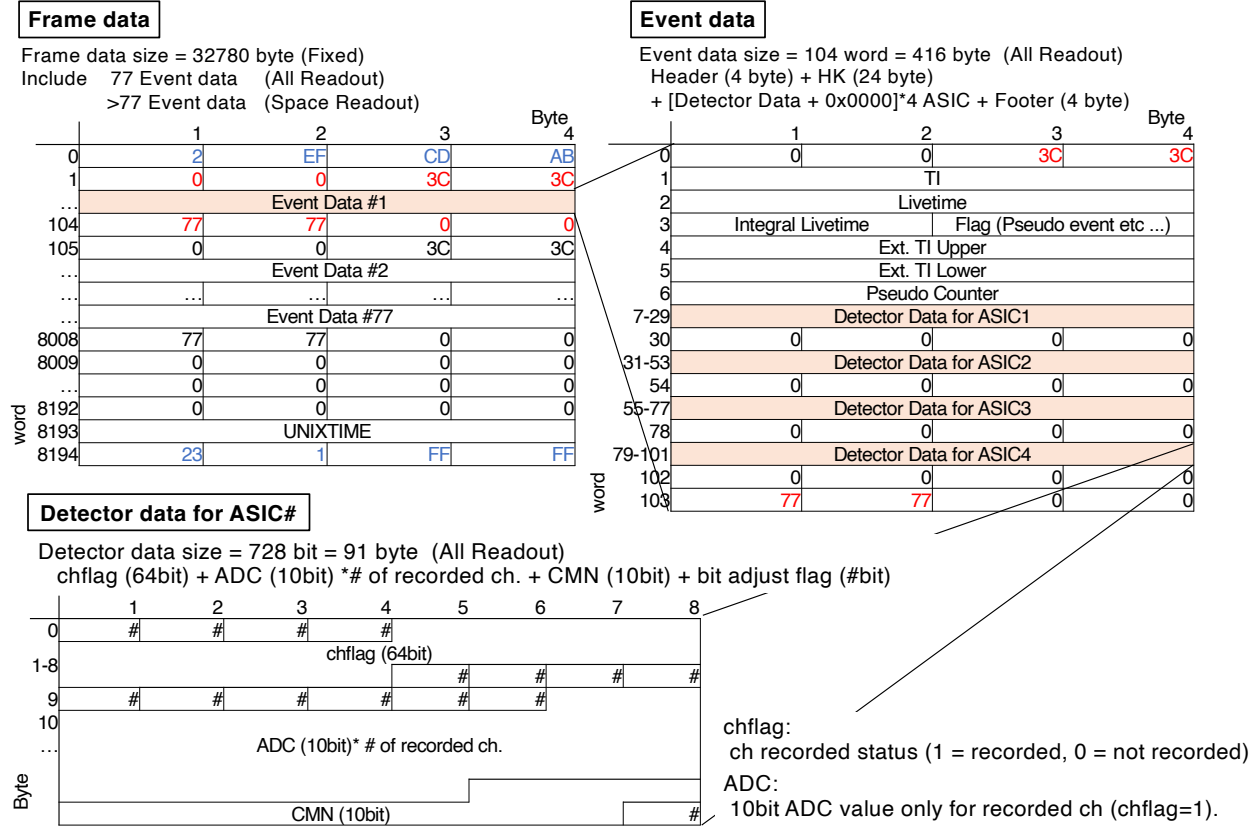 Frame data
Frame data size = 32780 byte (Fixed)
Include 77 Event data (All Readout)
>77 Event data (Space Readout)
Byte
1 2 3 4
0 2 EF CD AB
1 0 0 3C 3C
... Event Data #1
104 77 77 0 0
105 0 0 3C 3C
... Event Data #2
... ... ... ... ...
... Event Data #77
8008 77 77 0 0
8009 0 0 0 0
... 0 0 0 0
8192 0 0 0 0
8193 UNIXTIME
8194 23 1 FF FF
word
Event data
Event data size = 104 word = 416 byte (All Readout)
Header (4 byte) + HK (24 byte)
+ [Detector Data + 0x0000]*4 ASIC + Footer (4 byte)
Byte
1 2 3 4
0 0 0 3C 3C
1 TI
2 Livetime
3 Integral Livetime Flag (Pseudo event etc ...)
4 Ext. TI Upper
5 Ext. TI Lower
6 Pseudo Counter
7-29 Detector Data for ASIC1
30 0 0 0 0
31-53 Detector Data for ASIC2
54 0 0 0 0
55-77 Detector Data for ASIC3
78 0 0 0 0
79-101 Detector Data for ASIC4
102 0 0 0 0
103 77 77 0 0
word
Detector data for ASIC#
Detector data size = 728 bit = 91 byte (All Readout)
chflag (64bit) + ADC (10bit) *# of recorded ch. + CMN (10bit) + bit adjust flag (#bit)
1 2 3 4 5 6 7 8
0 # # # #
chflag (64bit)
1-8 # # # #
9 # # # # # #
10
... ADC (10bit)* # of recorded ch.
CMN (10bit) #
Byte
chflag:
ch recorded status (1 = recorded, 0 = not recorded)
ADC:
10bit ADC value only for recorded ch (chflag=1).